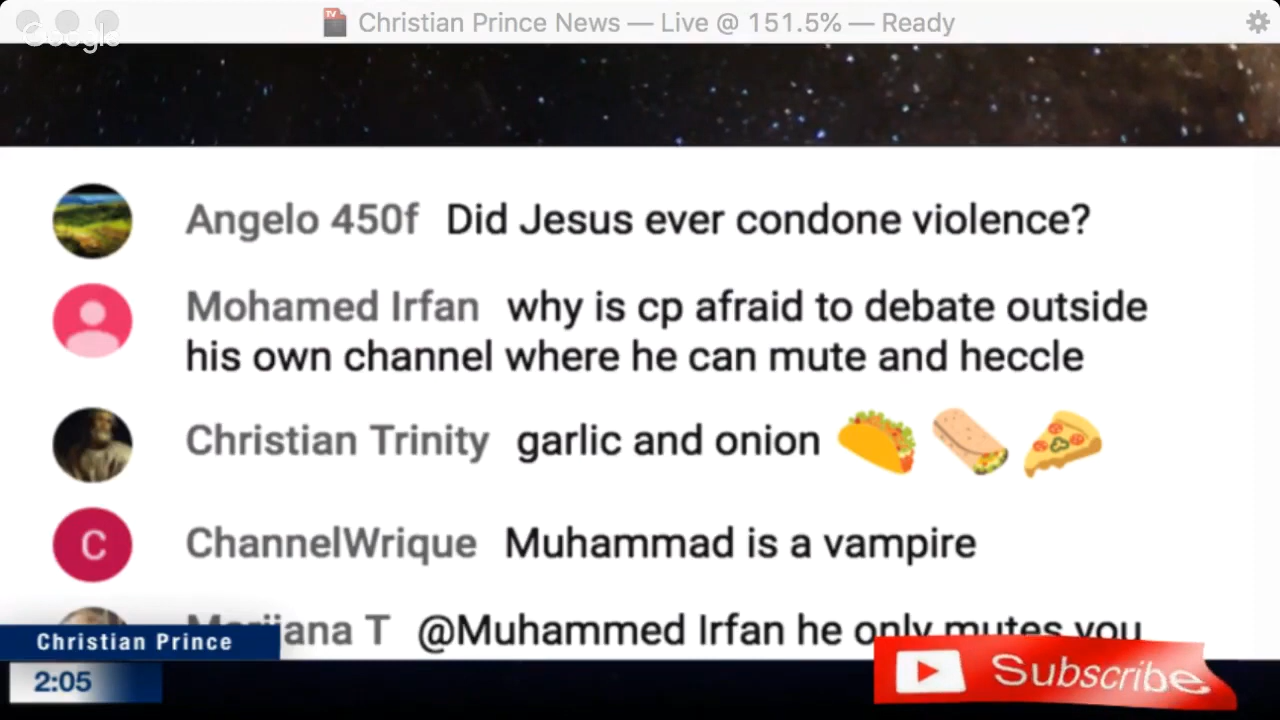 Christian Prince News — Live @ 151.5% — Ready
Google
Angelo 450f Did Jesus ever condone violence?
Mohamed Irfan why is cp afraid to debate outside
his own channel where he can mute and heccle
Christian Trinity garlic and onion
C
ChannelWrique Muhammad is a vampire
Marijana T @Muhammed Irfan he only mutes you
Christian Prince
2:05
Subscribe